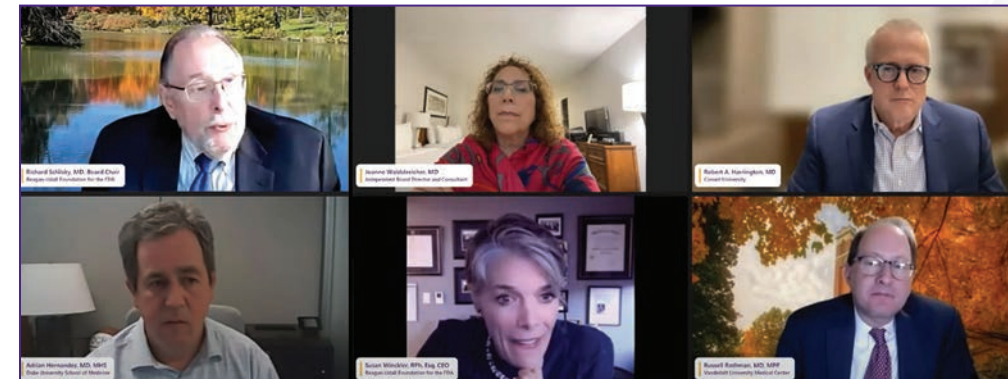 Richard Schilsky, MD, Board Chair
Reagan-Udall Foundation for the FDA
Joanne Waldstreicher, MD
Independent Board Director and Consultant
Robert A. Harrington, MD
Cornell University
Adrian Hernandez, MD, MHS
Duke University School of Medicine
Susan Winckler, RPh, Esq, CEO
Reagan-Udall Foundation for the FDA
Russell Rothman, MD, MPP
Vanderbilt University Medical Center